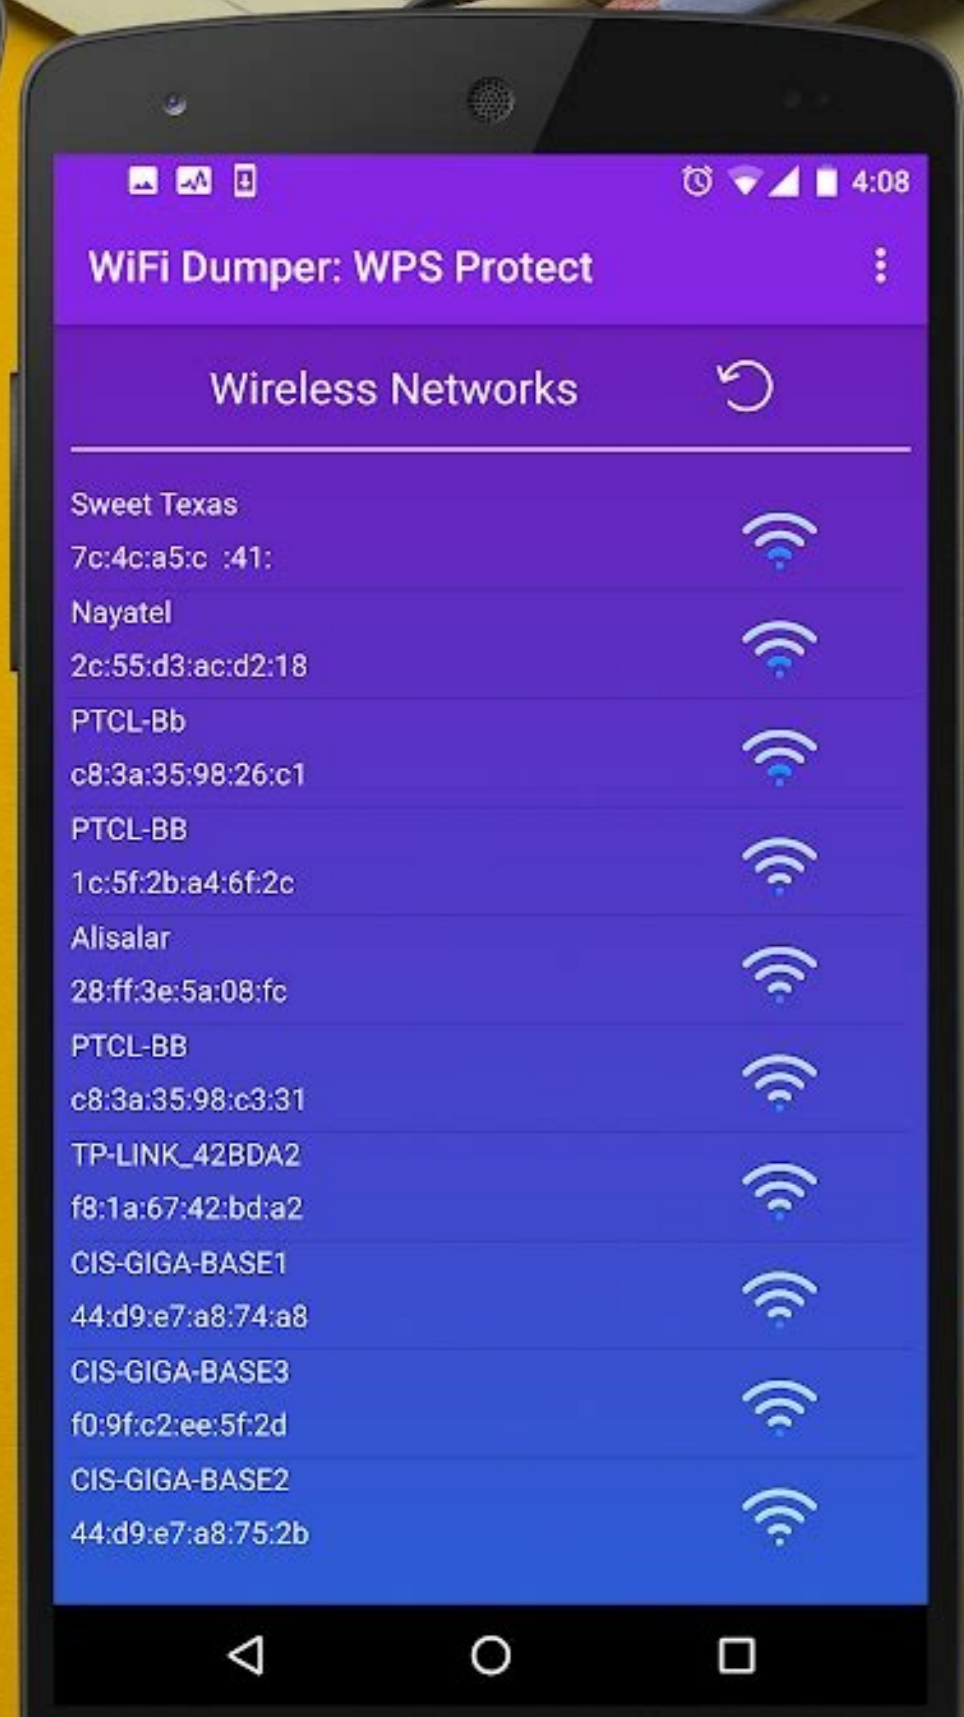 4:08
WiFi Dumper: WPS Protect
Wireless Networks
Sweet Texas
7c:4c:a5:c :41:
Nayatel
2c:55:d3:ac:d2:18
PTCL-Bb
c8:3a:35:98:26:c1
PTCL-BB
1c:5f:2b:a4:6f:2c
Alisalar
28:ff:3e:5a:08:fc
PTCL-BB
c8:3a:35:98:c3:31
TP-LINK_42BDA2
f8:1a:67:42:bd:a2
CIS-GIGA-BASE1
44:d9:e7:a8:74:a8
CIS-GIGA-BASE3
f0:9f:c2:ee:5f:2d
CIS-GIGA-BASE2
44:d9:e7:a8:75:2b